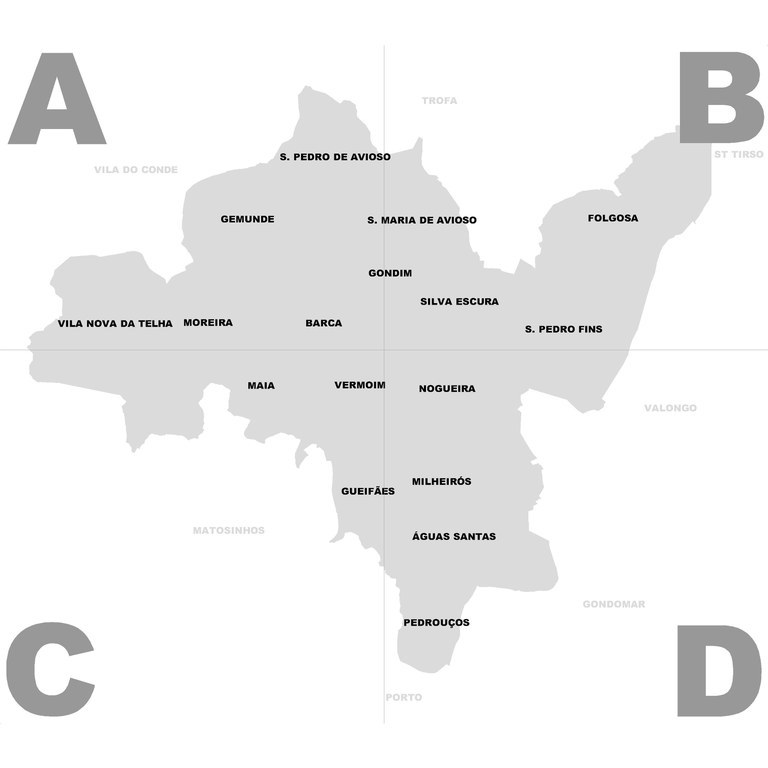 A
B
TROFA
ST TIRSO
S. PEDRO DE AVIOSO
VILA DO CONDE
GEMUNDE
S. MARIA DE AVIOSO
FOLGOSA
GONDIM
SILVA ESCURA
VILA NOVA DA TELHA
MOREIRA
BARCA
S. PEDRO FINS
MAIA
VERMOIM
NOGUEIRA
VALONGO
MILHEIRÓS
GUEIFÃES
MATOSINHOS
ÁGUAS SANTAS
GONDOMAR
PEDROUÇOS
C
D
PORTO